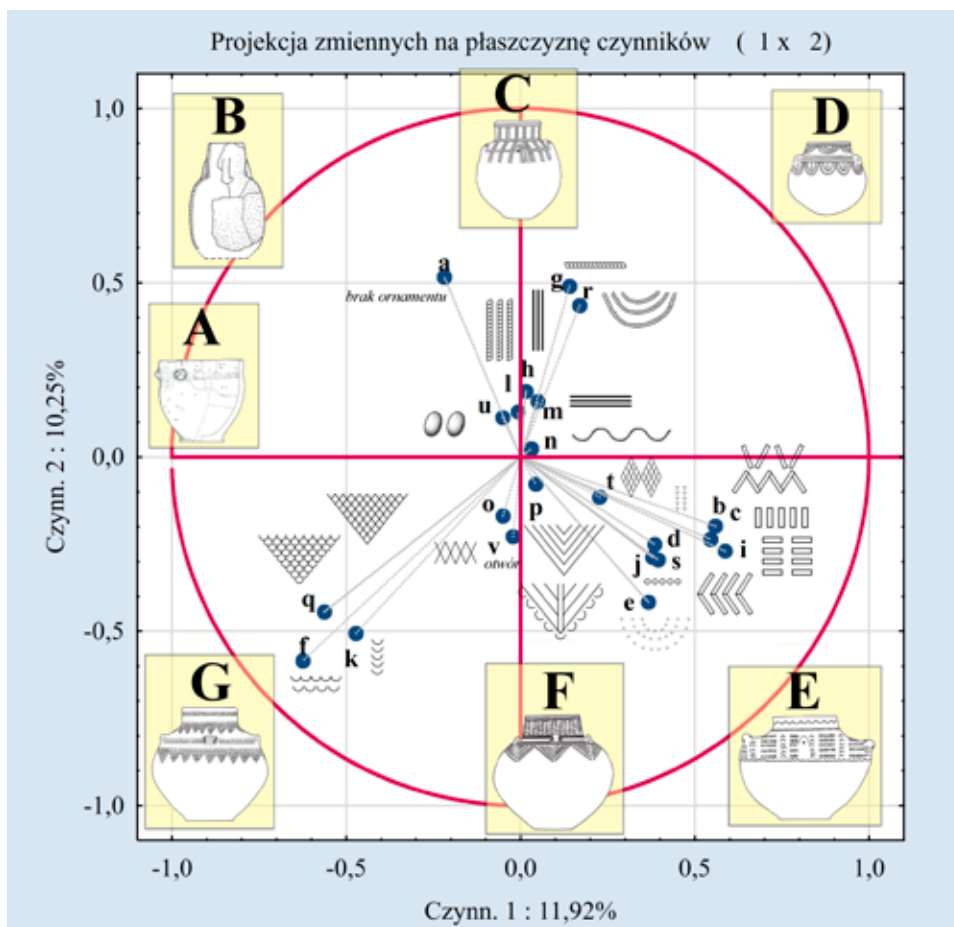 Projekcja zmiennych na płaszczyznę czynników ( 1 x 2)
B
C
D
A
G
F
E
1,0
0,5
0,0
-0,5
-1,0
a
brak ornamentu
g
r
h
l
u
m
n
o
p
t
v
otwór
b
c
d
i
j
s
e
q
f
k
-1,0 -0,5 0,0 0,5 1,0
Czynn. 2 : 10,25%
Czynn. 1 : 11,92%